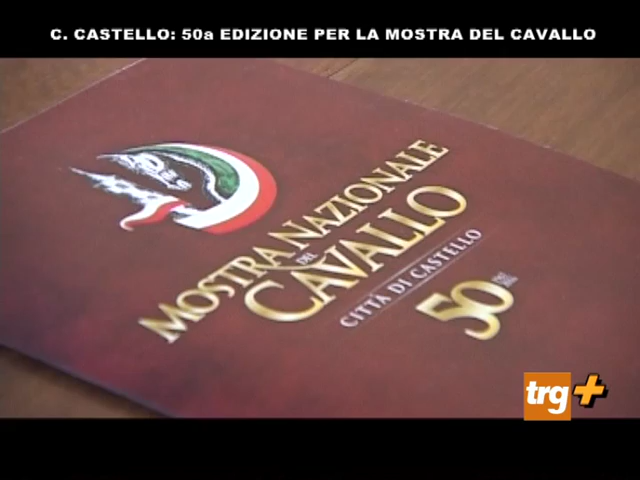 C. CASTELLO: 50a EDIZIONE PER LA MOSTRA DEL CAVALLO
MOSTRA NAZIONALE
DEL
CAVALLO
CITTÀ DI CASTELLO
50
trg+